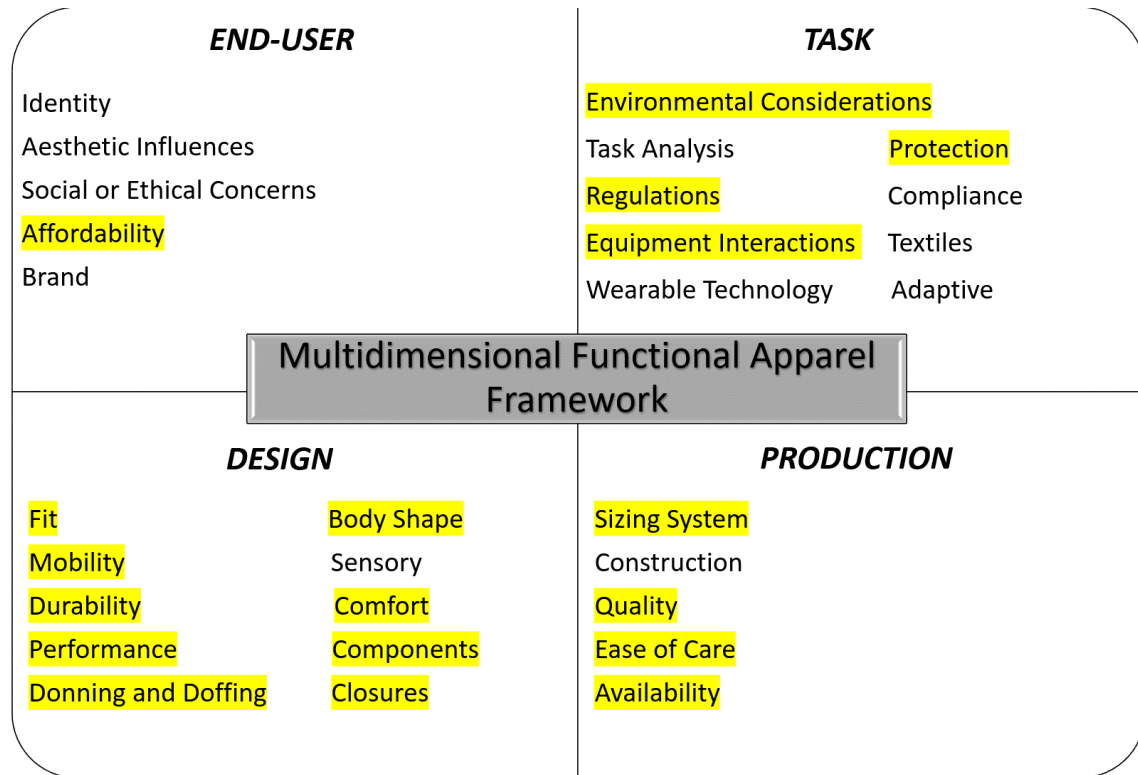 END-USER
Identity
Aesthetic Influences
Social or Ethical Concerns
Affordability
Brand
TASK
Environmental Considerations
Task Analysis
Protection
Regulations
Compliance
Equipment Interactions
Textiles
Wearable Technology
Adaptive
Multidimensional Functional Apparel
Framework
DESIGN
Fit
Body Shape
Mobility
Sensory
Durability
Comfort
Performance
Components
Donning and Doffing
Closures
PRODUCTION
Sizing System
Construction
Quality
Ease of Care
Availability